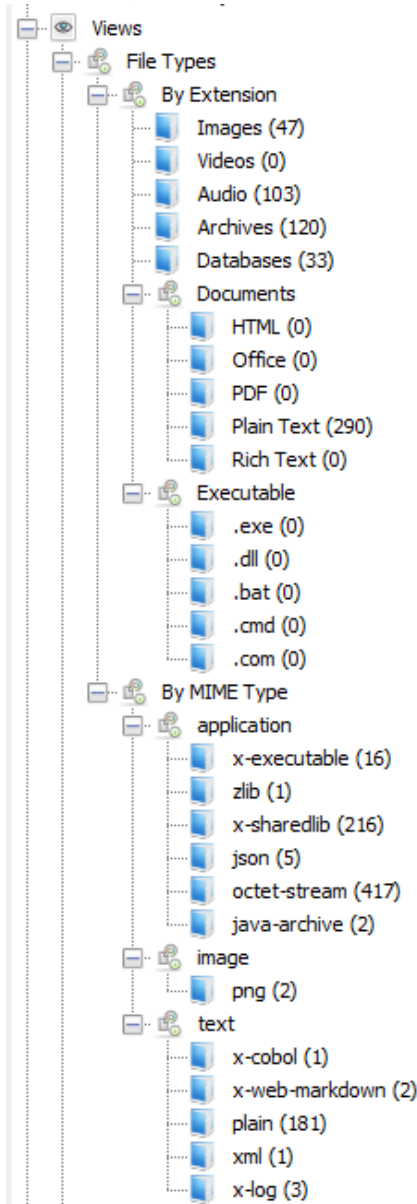 Views
File Types
By Extension
Images (47)
Videos (0)
Audio (103)
Archives (120)
Databases (33)
Documents
HTML (0)
Office (0)
PDF (0)
Plain Text (290)
Rich Text (0)
Executable
.exe (0)
.dll (0)
.bat (0)
.cmd (0)
.com (0)
By MIME Type
application
x-executable (16)
zlib (1)
x-sharedlib (216)
json (5)
octet-stream (417)
java-archive (2)
image
png (2)
text
x-cobol (1)
x-web-markdown (2)
plain (181)
xml (1)
x-log (3)